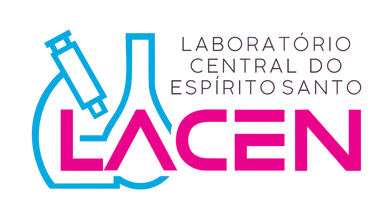 LABORATÓRIO
CENTRAL DO
ESPÍRITO SANTO
LACEN